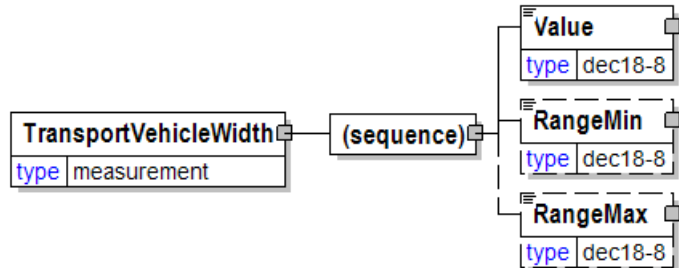 Value
type dec18-8
TransportVehicleWidth
type measurement
(sequence)
RangeMin
type dec18-8
RangeMax
type dec18-8